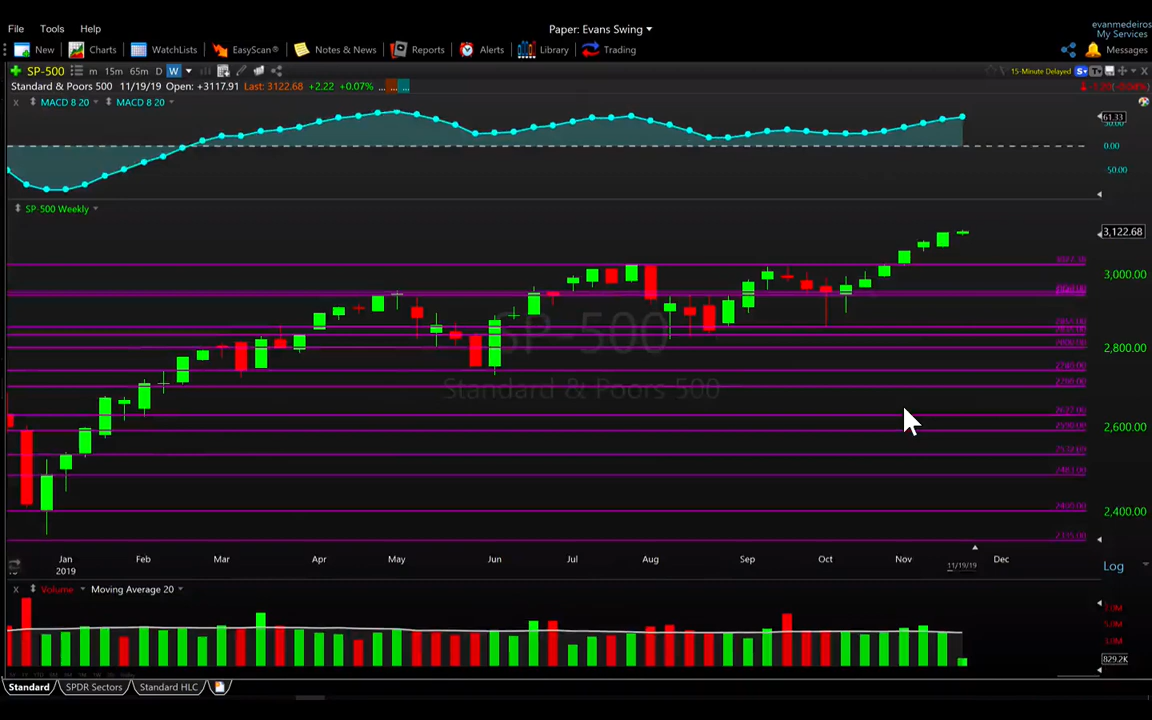 File Tools Help
Paper: Evans Swing
evanmedeiros
My Services
New Charts WatchLists EasyScan® Notes & News Reports Alerts Library Trading Messages
SP-500 m 15m 65m D W
15-Minute Delayed
Standard & Poors 500 11/19/19 Open: +3117.91 Last: 3122.68 +2.22 +0.07% ... ... ...
X MACD 8 20 MACD 8 20
61.33
0.00
-50.00
SP-500 Weekly
3,122.68
3,000.00
2,800.00
SP-500
Standard & Poors 500
2,600.00
2,400.00
Jan Feb Mar Apr May Jun Jul Aug Sep Oct Nov Dec
2019
11/19/19
Log
X Volume Moving Average 20
829.2K
Standard SPDR Sectors Standard HLC